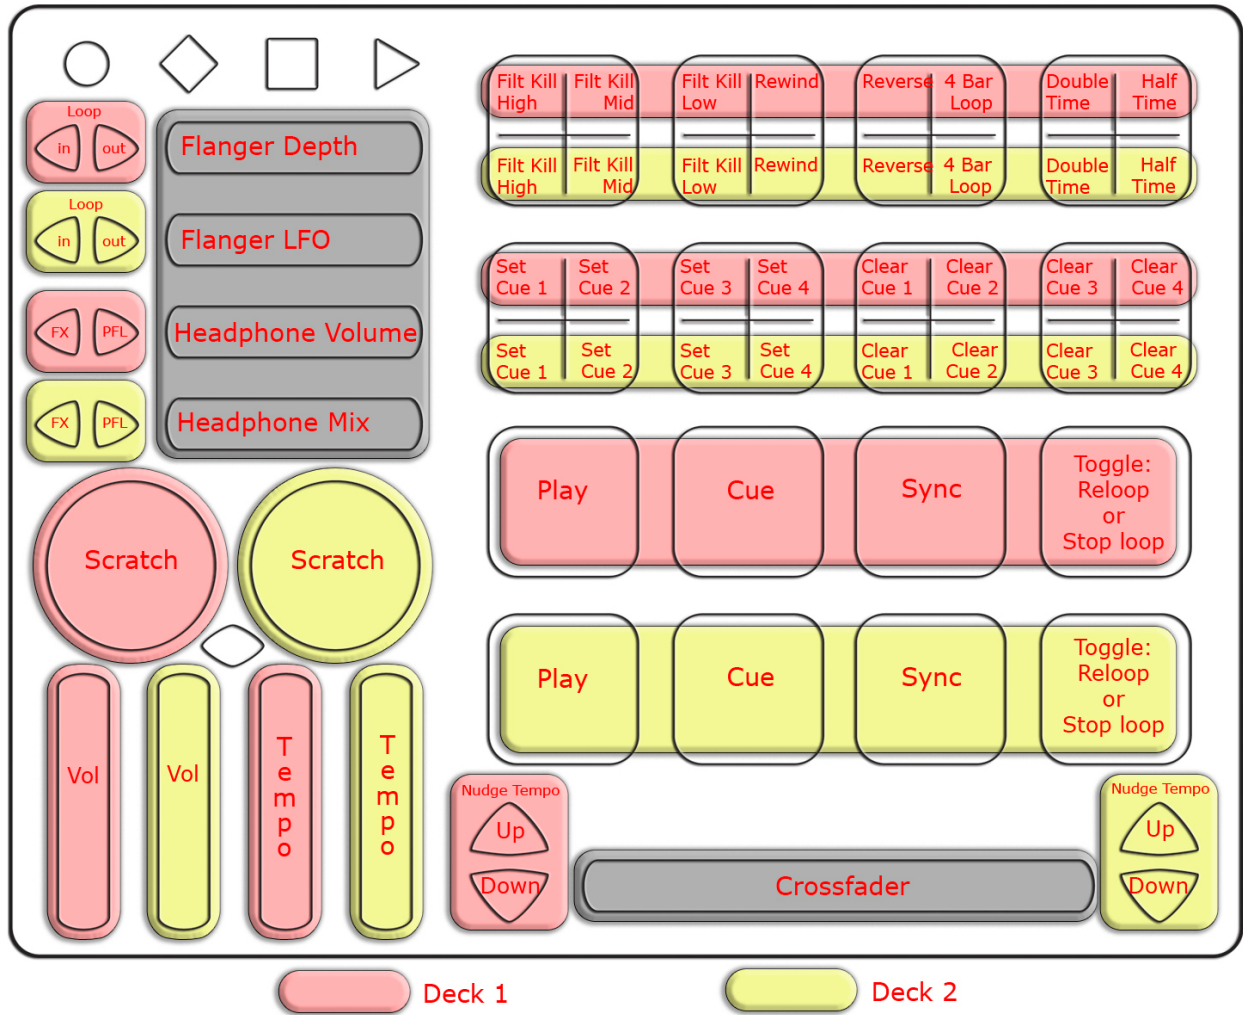 Loop
in out
Loop
in out
FX PFL
FX PFL
Flanger Depth
Flanger LFO
Headphone Volume
Headphone Mix
Scratch
Scratch
Vol
Vol
Tempo
Tempo
Filt Kill Filt Kill Filt Kill Rewind Reverse 4 Bar Double Half
High Mid Low Loop Time Time
Filt Kill Filt Kill Filt Kill Rewind Reverse 4 Bar Double Half
High Mid Low Loop Time Time
Set Set Set Set Clear Clear Clear Clear
Cue 1 Cue 2 Cue 3 Cue 4 Cue 1 Cue 2 Cue 3 Cue 4
Set Set Set Set Clear Clear Clear Clear
Cue 1 Cue 2 Cue 3 Cue 4 Cue 1 Cue 2 Cue 3 Cue 4
Play
Cue
Sync
Toggle:
Reloop
or
Stop loop
Play
Cue
Sync
Toggle:
Reloop
or
Stop loop
Nudge Tempo
Up
Down
Crossfader
Nudge Tempo
Up
Down
Deck 1
Deck 2